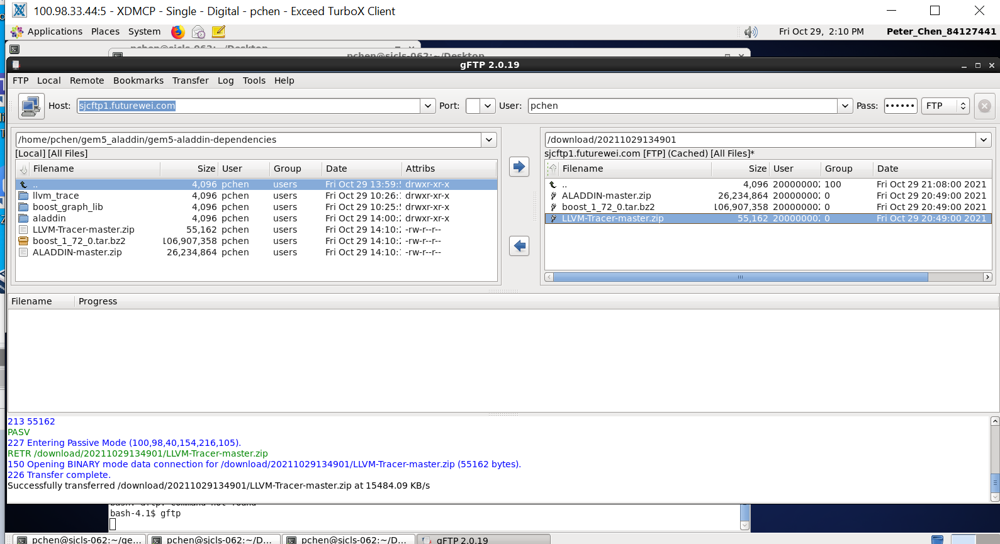 100.98.33.44:5 - XDMCP - Single - Digital - pchen - Exceed TurboX Client
Applications Places System Fri Oct 29, 2:10 PM Peter_Chen_84127441
pchen@sjcls-062:~/Desktop
pchen@sjcls-062:~/Desktop
gFTP 2.0.19
FTP Local Remote Bookmarks Transfer Log Tools Help
Host: sjcftp1.futurewei.com Port: User: pchen Pass: •••••• FTP
/home/pchen/gem5_aladdin/gem5-aladdin-dependencies
[Local] [All Files]
Filename Size User Group Date Attribs
.. 4,096 pchen users Fri Oct 29 13:59: drwxr-xr-x
llvm_trace 4,096 pchen users Fri Oct 29 10:26: drwxr-xr-x
boost_graph_lib 4,096 pchen users Fri Oct 29 10:25: drwxr-xr-x
aladdin 4,096 pchen users Fri Oct 29 14:00: drwxr-xr-x
LLVM-Tracer-master.zip 55,162 pchen users Fri Oct 29 14:10: -rw-r--r--
boost_1_72_0.tar.bz2 106,907,358 pchen users Fri Oct 29 14:10: -rw-r--r--
ALADDIN-master.zip 26,234,864 pchen users Fri Oct 29 14:10: -rw-r--r--
/download/20211029134901
sjcftp1.futurewei.com [FTP] (Cached) [All Files]*
Filename Size User Group Date
.. 4,096 20000000 100 Fri Oct 29 21:08:00 2021
ALADDIN-master.zip 26,234,864 20000000 0 Fri Oct 29 20:49:00 2021
boost_1_72_0.tar.bz2 106,907,358 20000000 0 Fri Oct 29 20:49:00 2021
LLVM-Tracer-master.zip 55,162 20000000 0 Fri Oct 29 20:49:00 2021
Filename Progress
213 55162
PASV
227 Entering Passive Mode (100,98,40,154,216,105).
RETR /download/20211029134901/LLVM-Tracer-master.zip
150 Opening BINARY mode data connection for /download/20211029134901/LLVM-Tracer-master.zip (55162 bytes).
226 Transfer complete.
Successfully transferred /download/20211029134901/LLVM-Tracer-master.zip at 15484.09 KB/s
bash: gftp: command not found
bash-4.1$ gftp
pchen@sjcls-062:~/ge... pchen@sjcls-062:~/D... pchen@sjcls-062:~/D... gFTP 2.0.19